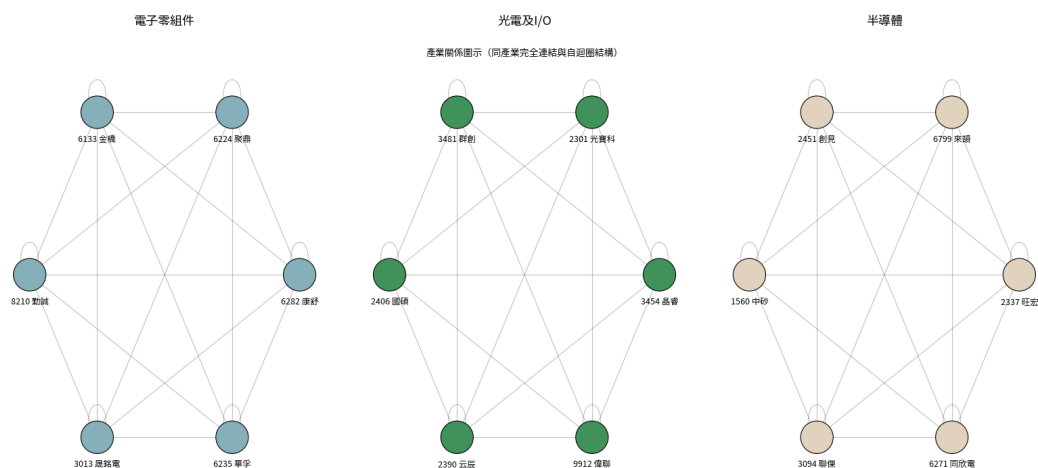 電子零組件
光電及I/O
半導體
產業關係圖示（同產業完全連結與自迴圈結構）
6133 金橋
6224 聚鼎
3481 群創
2301 光寶科
2451 創見
6799 來頡
8210 勤誠
6282 康舒
2406 國碩
3454 晶睿
1560 中砂
2337 旺宏
3013 晟銘電
6235 華孚
2390 云辰
9912 偉聯
3094 聯傑
6271 同欣電